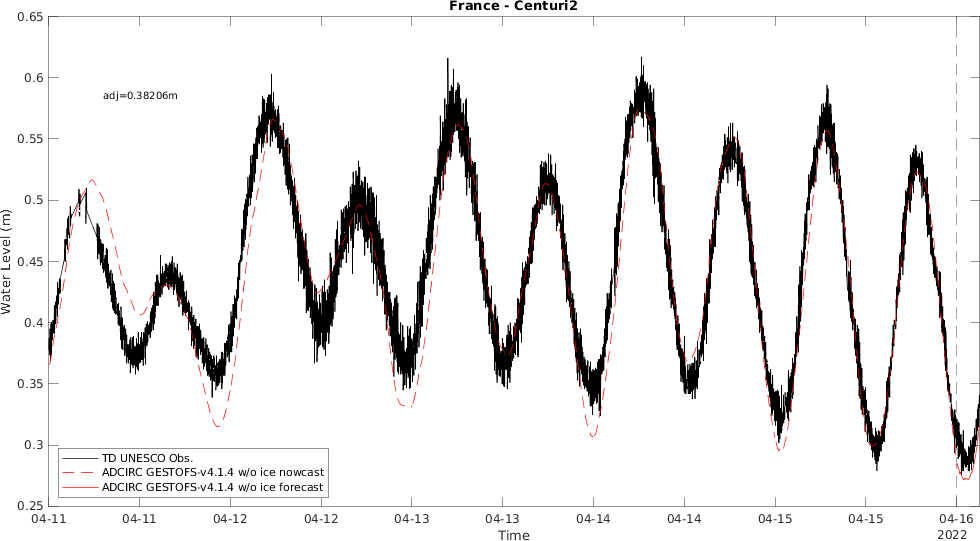 France - Centuri2
0.65
0.6
0.55
0.5
0.45
0.4
0.35
0.3
0.25
Water Level (m)
adj=0.38206m
TD UNESCO Obs.
ADCIRC GESTOFS-v4.1.4 w/o ice nowcast
ADCIRC GESTOFS-v4.1.4 w/o ice forecast
04-11 04-11 04-12 04-12 04-13 04-13 04-14 04-14 04-15 04-15 04-16
2022
Time